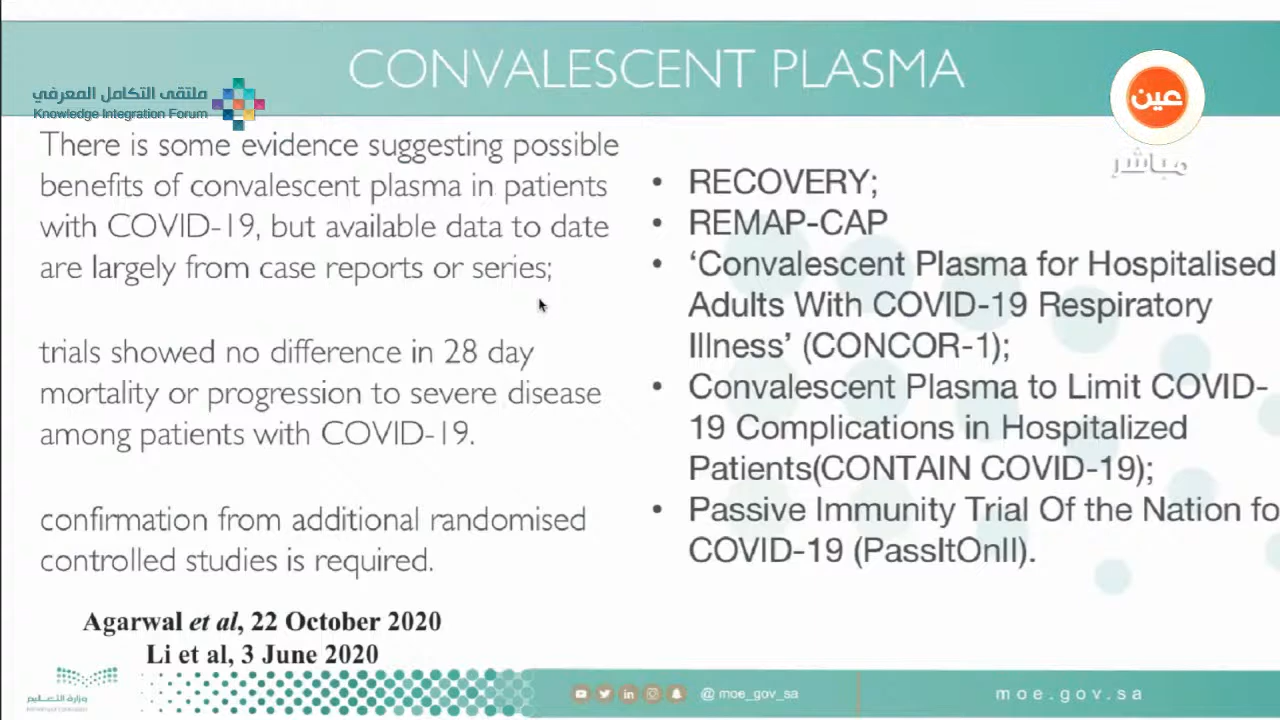 CONVALESCENT PLASMA
ملتقى التكامل المعرفي
Knowledge Integration Forum
عين
مباشر
There is some evidence suggesting possible
benefits of convalescent plasma in patients
with COVID-19, but available data to date
are largely from case reports or series;
trials showed no difference in 28 day
mortality or progression to severe disease
among patients with COVID-19.
confirmation from additional randomised
controlled studies is required.
Agarwal et al, 22 October 2020
Li et al, 3 June 2020
• RECOVERY;
• REMAP-CAP
• ‘Convalescent Plasma for Hospitalised
Adults With COVID-19 Respiratory
Illness’ (CONCOR-1);
• Convalescent Plasma to Limit COVID-
19 Complications in Hospitalized
Patients(CONTAIN COVID-19);
• Passive Immunity Trial Of the Nation fo
COVID-19 (PassItOnII).
وزارة التعليم
@moe_gov_sa
moe.gov.sa